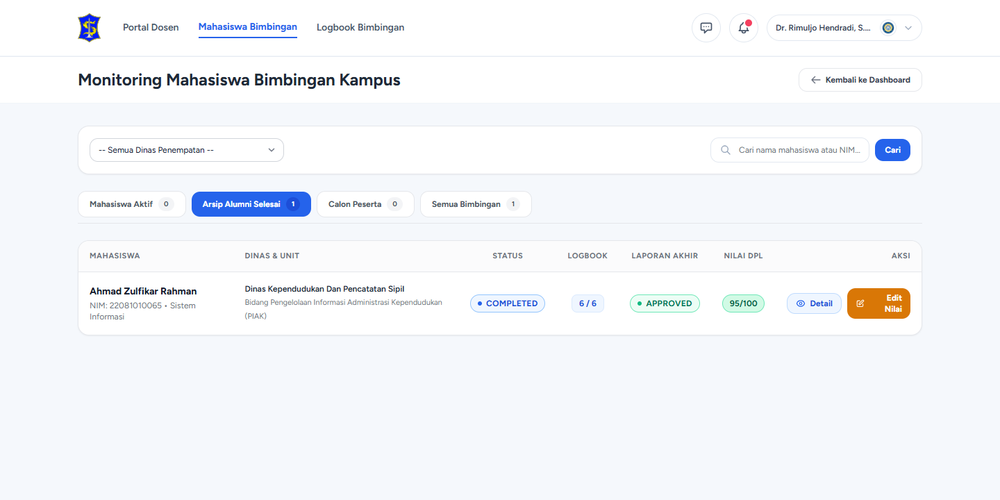 Portal Dosen
Mahasiswa Bimbingan
Logbook Bimbingan
Dr. Rimuljo Hendradi, S....
Monitoring Mahasiswa Bimbingan Kampus
Kembali ke Dashboard
-- Semua Dinas Penempatan --
Cari nama mahasiswa atau NIM...
Cari
Mahasiswa Aktif 0
Arsip Alumni Selesai 1
Calon Peserta 0
Semua Bimbingan 1
MAHASISWA
DINAS & UNIT
STATUS
LOGBOOK
LAPORAN AKHIR
NILAI DPL
AKSI
Ahmad Zulfikar Rahman
NIM: 22081010065 • Sistem
Informasi
Dinas Kependudukan Dan Pencatatan Sipil
Bidang Pengelolaan Informasi Administrasi Kependudukan
(PIAK)
COMPLETED
6 / 6
APPROVED
95/100
Detail
Edit
Nilai